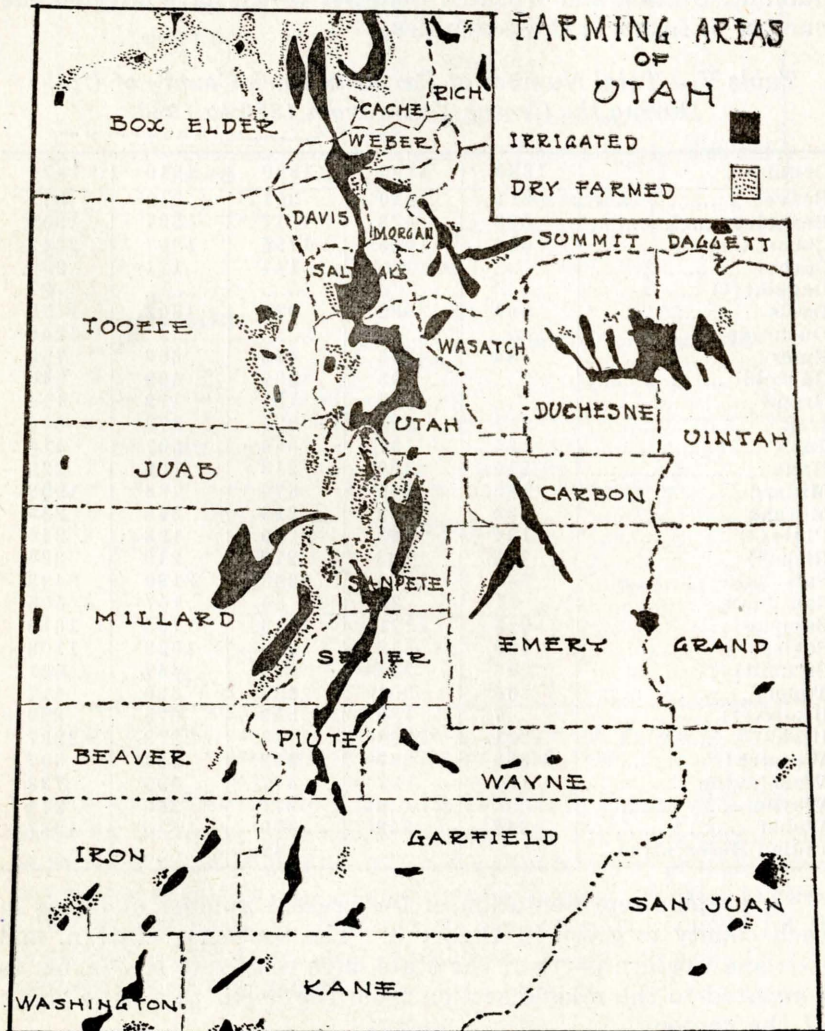 FARMING AREAS
OF
UTAH
IRRIGATED
DRY FARMED
BOX ELDER
CACHE
RICH
WEBER
DAVIS
MORGAN
SUMMIT
DAGGETT
SALT LAKE
TOOELE
WASATCH
DUCHESNE
UINTAH
UTAH
JUAB
CARBON
SANPETE
MILLARD
EMERY
GRAND
SEVIER
PIUTE
BEAVER
WAYNE
IRON
GARFIELD
SAN JUAN
WASHINGTON
KANE